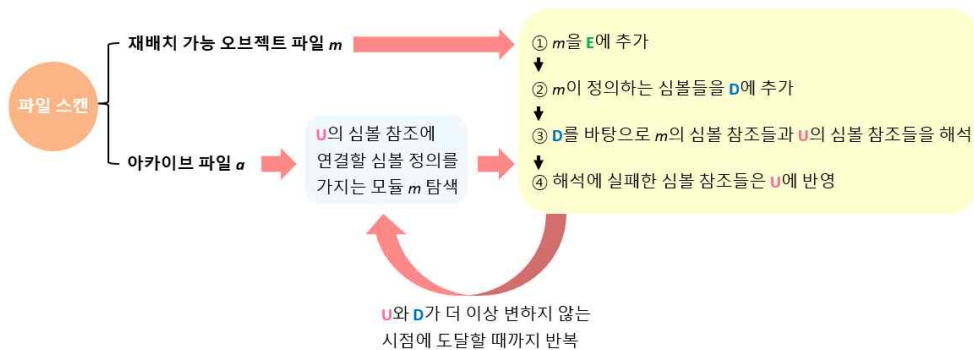 파일 스캔
재배치 가능 오브젝트 파일 m
아카이브 파일 a
U의 심볼 참조에
연결할 심볼 정의를
가지는 모듈 m 탐색
① m을 E에 추가
② m이 정의하는 심볼들을 D에 추가
③ D를 바탕으로 m의 심볼 참조들과 U의 심볼 참조들을 해석
④ 해석에 실패한 심볼 참조들은 U에 반영
U와 D가 더 이상 변하지 않는
시점에 도달할 때까지 반복